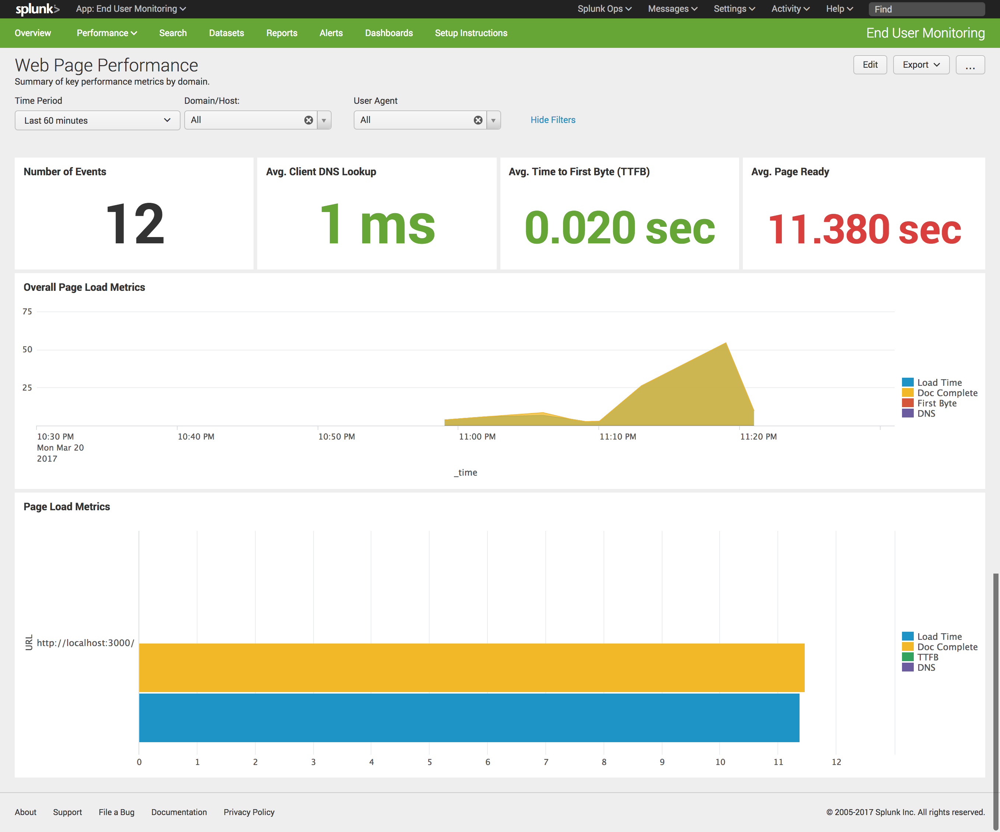 splunk> App: End User Monitoring Splunk Ops Messages Settings Activity Help Find
Overview Performance Search Datasets Reports Alerts Dashboards Setup Instructions End User Monitoring
Web Page Performance
Edit Export ...
Summary of key performance metrics by domain.
Time Period Domain/Host: User Agent
Last 60 minutes All All Hide Filters
Number of Events Avg. Client DNS Lookup Avg. Time to First Byte (TTFB) Avg. Page Ready
12 1 ms 0.020 sec 11.380 sec
Overall Page Load Metrics
75
50
25
Load Time
Doc Complete
First Byte
DNS
10:30 PM 10:40 PM 10:50 PM 11:00 PM 11:10 PM 11:20 PM
Mon Mar 20
2017
_time
Page Load Metrics
URL
http://localhost:3000/
Load Time
Doc Complete
TTFB
DNS
0 1 2 3 4 5 6 7 8 9 10 11 12
About Support File a Bug Documentation Privacy Policy © 2005-2017 Splunk Inc. All rights reserved.